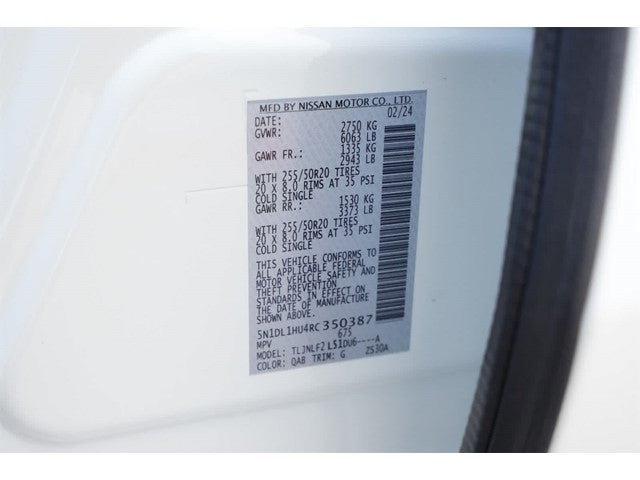 MFD BY NISSAN MOTOR CO., LTD.
DATE: 02/24
GVWR: 2750 KG
6063 LB
GAWR FR.: 1335 KG
2943 LB
WITH 255/50R20 TIRES
20 X 8.0 RIMS AT 35 PSI
COLD SINGLE
GAWR RR.: 1530 KG
3373 LB
WITH 255/50R20 TIRES
20 X 8.0 RIMS AT 35 PSI
COLD SINGLE
THIS VEHICLE CONFORMS TO
ALL APPLICABLE FEDERAL
MOTOR VEHICLE SAFETY AND
THEFT PREVENTION
STANDARDS IN EFFECT ON
THE DATE OF MANUFACTURE
SHOWN ABOVE.
5N1DL1HU4RC350387
MPV 675
MODEL: TLJNLF2 LS1DU6----A
COLOR: QAB TRIM: G ZS30A